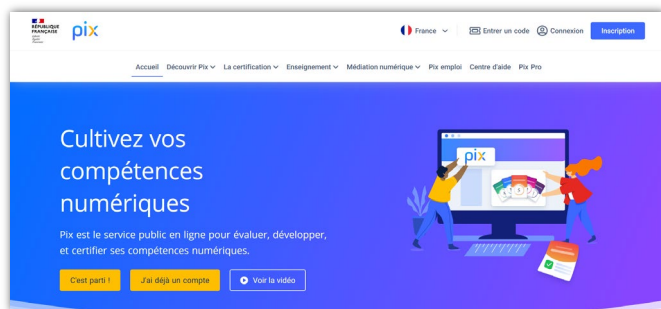 RÉPUBLIQUE
FRANÇAISE
pix
France
Entrer un code
Connexion
Inscription
Accueil
Découvrir Pix
La certification
Enseignement
Médiation numérique
Pix emploi
Centre d'aide
Pix Pro
Cultivez vos
compétences
numériques
Pix est le service public en ligne pour évaluer, développer,
et certifier ses compétences numériques.
C'est parti !
J'ai déjà un compte
Voir la vidéo
pix